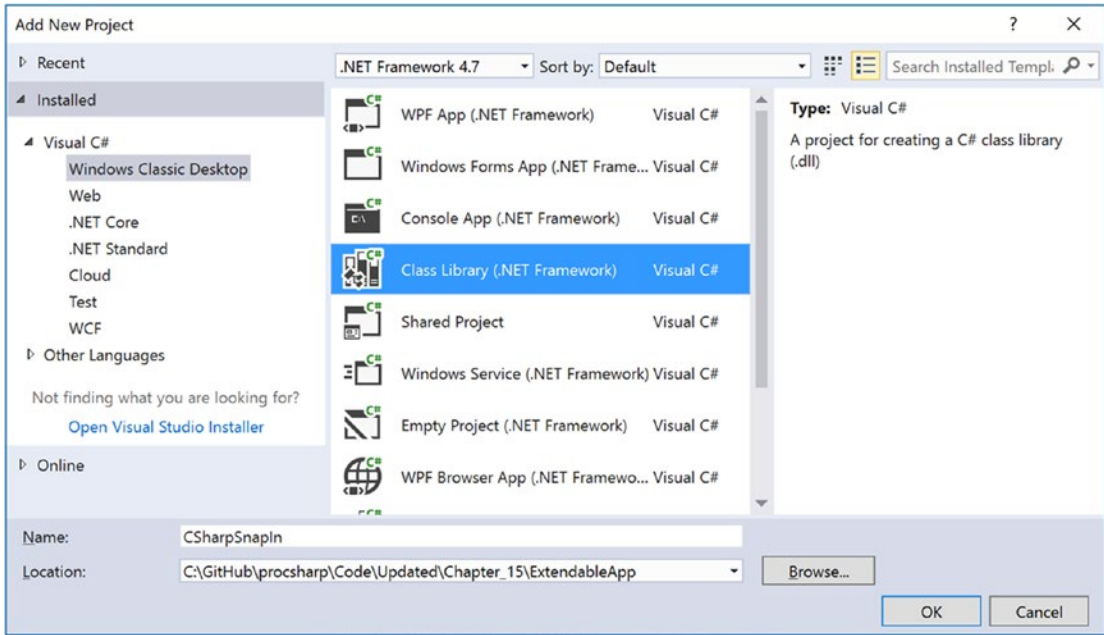 Add New Project
?
Recent
.NET Framework 4.7
Sort by: Default
Search Installed Templ
Installed
Visual C#
Windows Classic Desktop
Web
.NET Core
.NET Standard
Cloud
Test
WCF
Other Languages
Not finding what you are looking for?
Open Visual Studio Installer
Online
WPF App (.NET Framework) Visual C#
Windows Forms App (.NET Frame... Visual C#
Console App (.NET Framework) Visual C#
Class Library (.NET Framework) Visual C#
Shared Project Visual C#
Windows Service (.NET Framework) Visual C#
Empty Project (.NET Framework) Visual C#
WPF Browser App (.NET Framewo... Visual C#
Type: Visual C#
A project for creating a C# class library
(.dll)
Name: CSharpSnapIn
Location: C:\GitHub\procsharp\Code\Updated\Chapter_15\ExtendableApp
Browse...
OK
Cancel